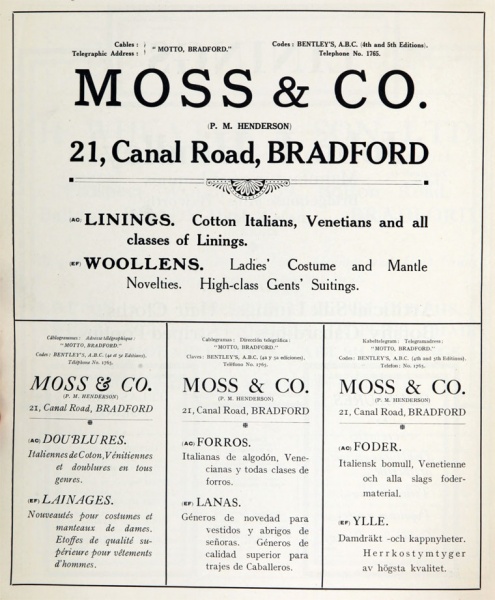 Cables : "MOTTO, BRADFORD." Codes : BENTLEY'S, A.B.C. (4th and 5th Editions).
Telegraphic Address : Telephone No. 1765.
MOSS & CO.
(P. M. HENDERSON)
21, Canal Road, BRADFORD
(AC) LININGS. Cotton Italians, Venetians and all
classes of Linings.
(EF) WOOLLENS. Ladies' Costume and Mantle
Novelties. High-class Gents' Suitings.
Câblogrammes : Adresse télégraphique :
"MOTTO, BRADFORD."
Codes : BENTLEY'S, A.B.C. (4e et 5e Editions).
Téléphone No. 1765.
MOSS & CO.
(P. M. HENDERSON)
21, Canal Road, BRADFORD
(AC) DOUBLURES.
Italiennes de Coton, Vénitiennes
et doublures en tous
genres.
(EF) LAINAGES.
Nouveautés pour costumes et
manteaux de dames.
Etoffes de qualité su-
périeure pour vêtements
d'hommes.
Cablegramas : Dirección telegráfica :
"MOTTO, BRADFORD."
Claves : BENTLEY'S, A.B.C. (4a y 5a ediciones).
Teléfono No. 1765.
MOSS & CO.
(P. M. HENDERSON)
21, Canal Road, BRADFORD
(AC) FORROS.
Italianas de algodón, Vene-
cianas y todas clases de
forros.
(EF) LANAS.
Géneros de novedad para
vestidos y abrigos de
señoras. Géneros de
calidad superior para
trajes de Caballeros.
Kabeltelegram : Telegramadress :
"MOTTO, BRADFORD."
Codes : BENTLEY'S, A.B.C. (4th and 5th Editions).
Telefon : No. 1765.
MOSS & CO.
(P. M. HENDERSON)
21, Canal Road, BRADFORD
(AC) FODER.
Italiensk bomull, Venetienne
och alla slags foder-
material.
(EF) YLLE.
Damdräkt -och kappnyheter.
Herrkostymtyger
av högsta kvalitet.